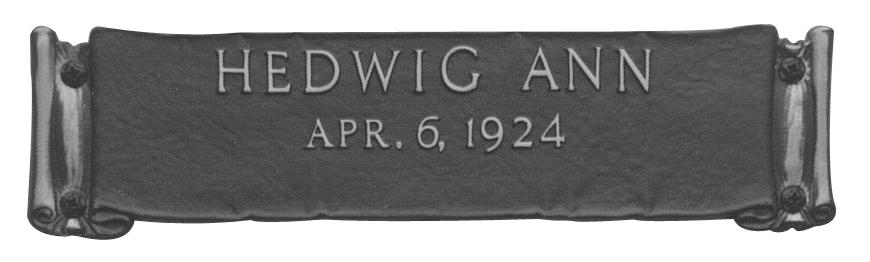 HEDWIG ANN
APR. 6, 1924